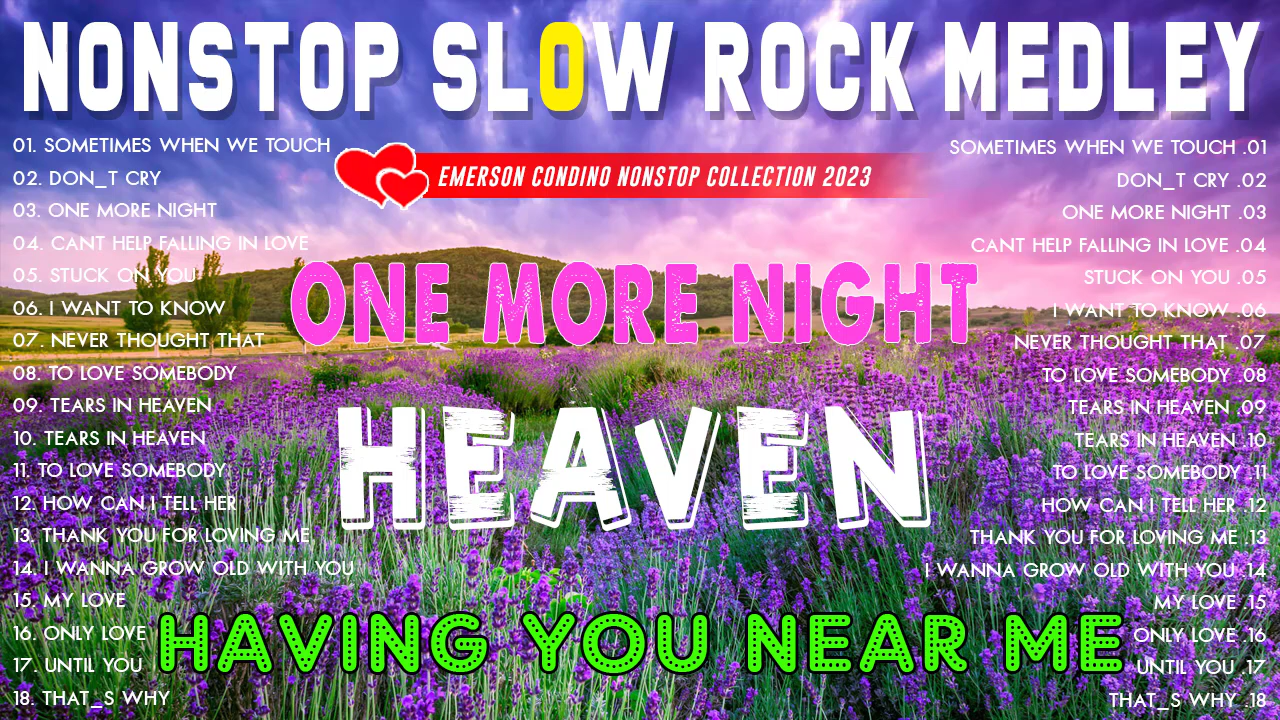 NONSTOP SLOW ROCK MEDLEY
EMERSON CONDINO NONSTOP COLLECTION 2023
01. SOMETIMES WHEN WE TOUCH
02. DON_T CRY
03. ONE MORE NIGHT
04. CANT HELP FALLING IN LOVE
05. STUCK ON YOU
06. I WANT TO KNOW
07. NEVER THOUGHT THAT
08. TO LOVE SOMEBODY
09. TEARS IN HEAVEN
10. TEARS IN HEAVEN
11. TO LOVE SOMEBODY
12. HOW CAN I TELL HER
13. THANK YOU FOR LOVING ME
14. I WANNA GROW OLD WITH YOU
15. MY LOVE
16. ONLY LOVE
17. UNTIL YOU
18. THAT_S WHY
ONE MORE NIGHT
HEAVEN
HAVING YOU NEAR ME
SOMETIMES WHEN WE TOUCH .01
DON_T CRY .02
ONE MORE NIGHT .03
CANT HELP FALLING IN LOVE .04
STUCK ON YOU .05
I WANT TO KNOW .06
NEVER THOUGHT THAT .07
TO LOVE SOMEBODY .08
TEARS IN HEAVEN .09
TEARS IN HEAVEN .10
TO LOVE SOMEBODY .11
HOW CAN I TELL HER .12
THANK YOU FOR LOVING ME .13
I WANNA GROW OLD WITH YOU .14
MY LOVE .15
ONLY LOVE .16
UNTIL YOU .17
THAT_S WHY .18